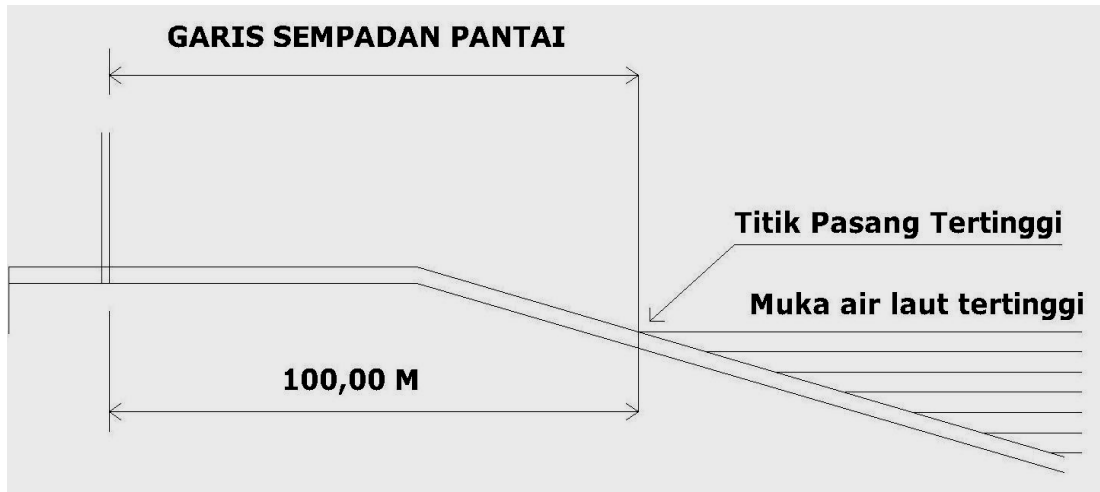 GARIS SEMPADAN PANTAI
Titik Pasang Tertinggi
Muka air laut tertinggi
100,00 M